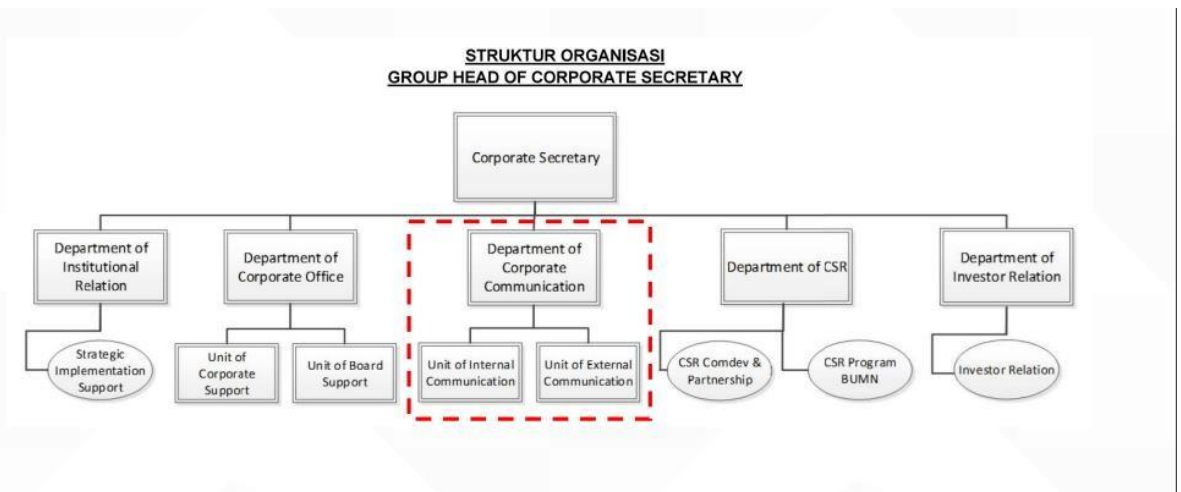 STRUKTUR ORGANISASI
GROUP HEAD OF CORPORATE SECRETARY
Corporate Secretary
Department of
Institutional
Relation
Department of
Corporate Office
Department of
Corporate
Communication
Department of CSR
Department of
Investor Relation
Strategic
Implementation
Support
Unit of
Corporate
Support
Unit of Board
Support
Unit of Internal
Communication
Unit of External
Communication
CSR Comdev &
Partnership
CSR Program
BUMN
Investor Relation